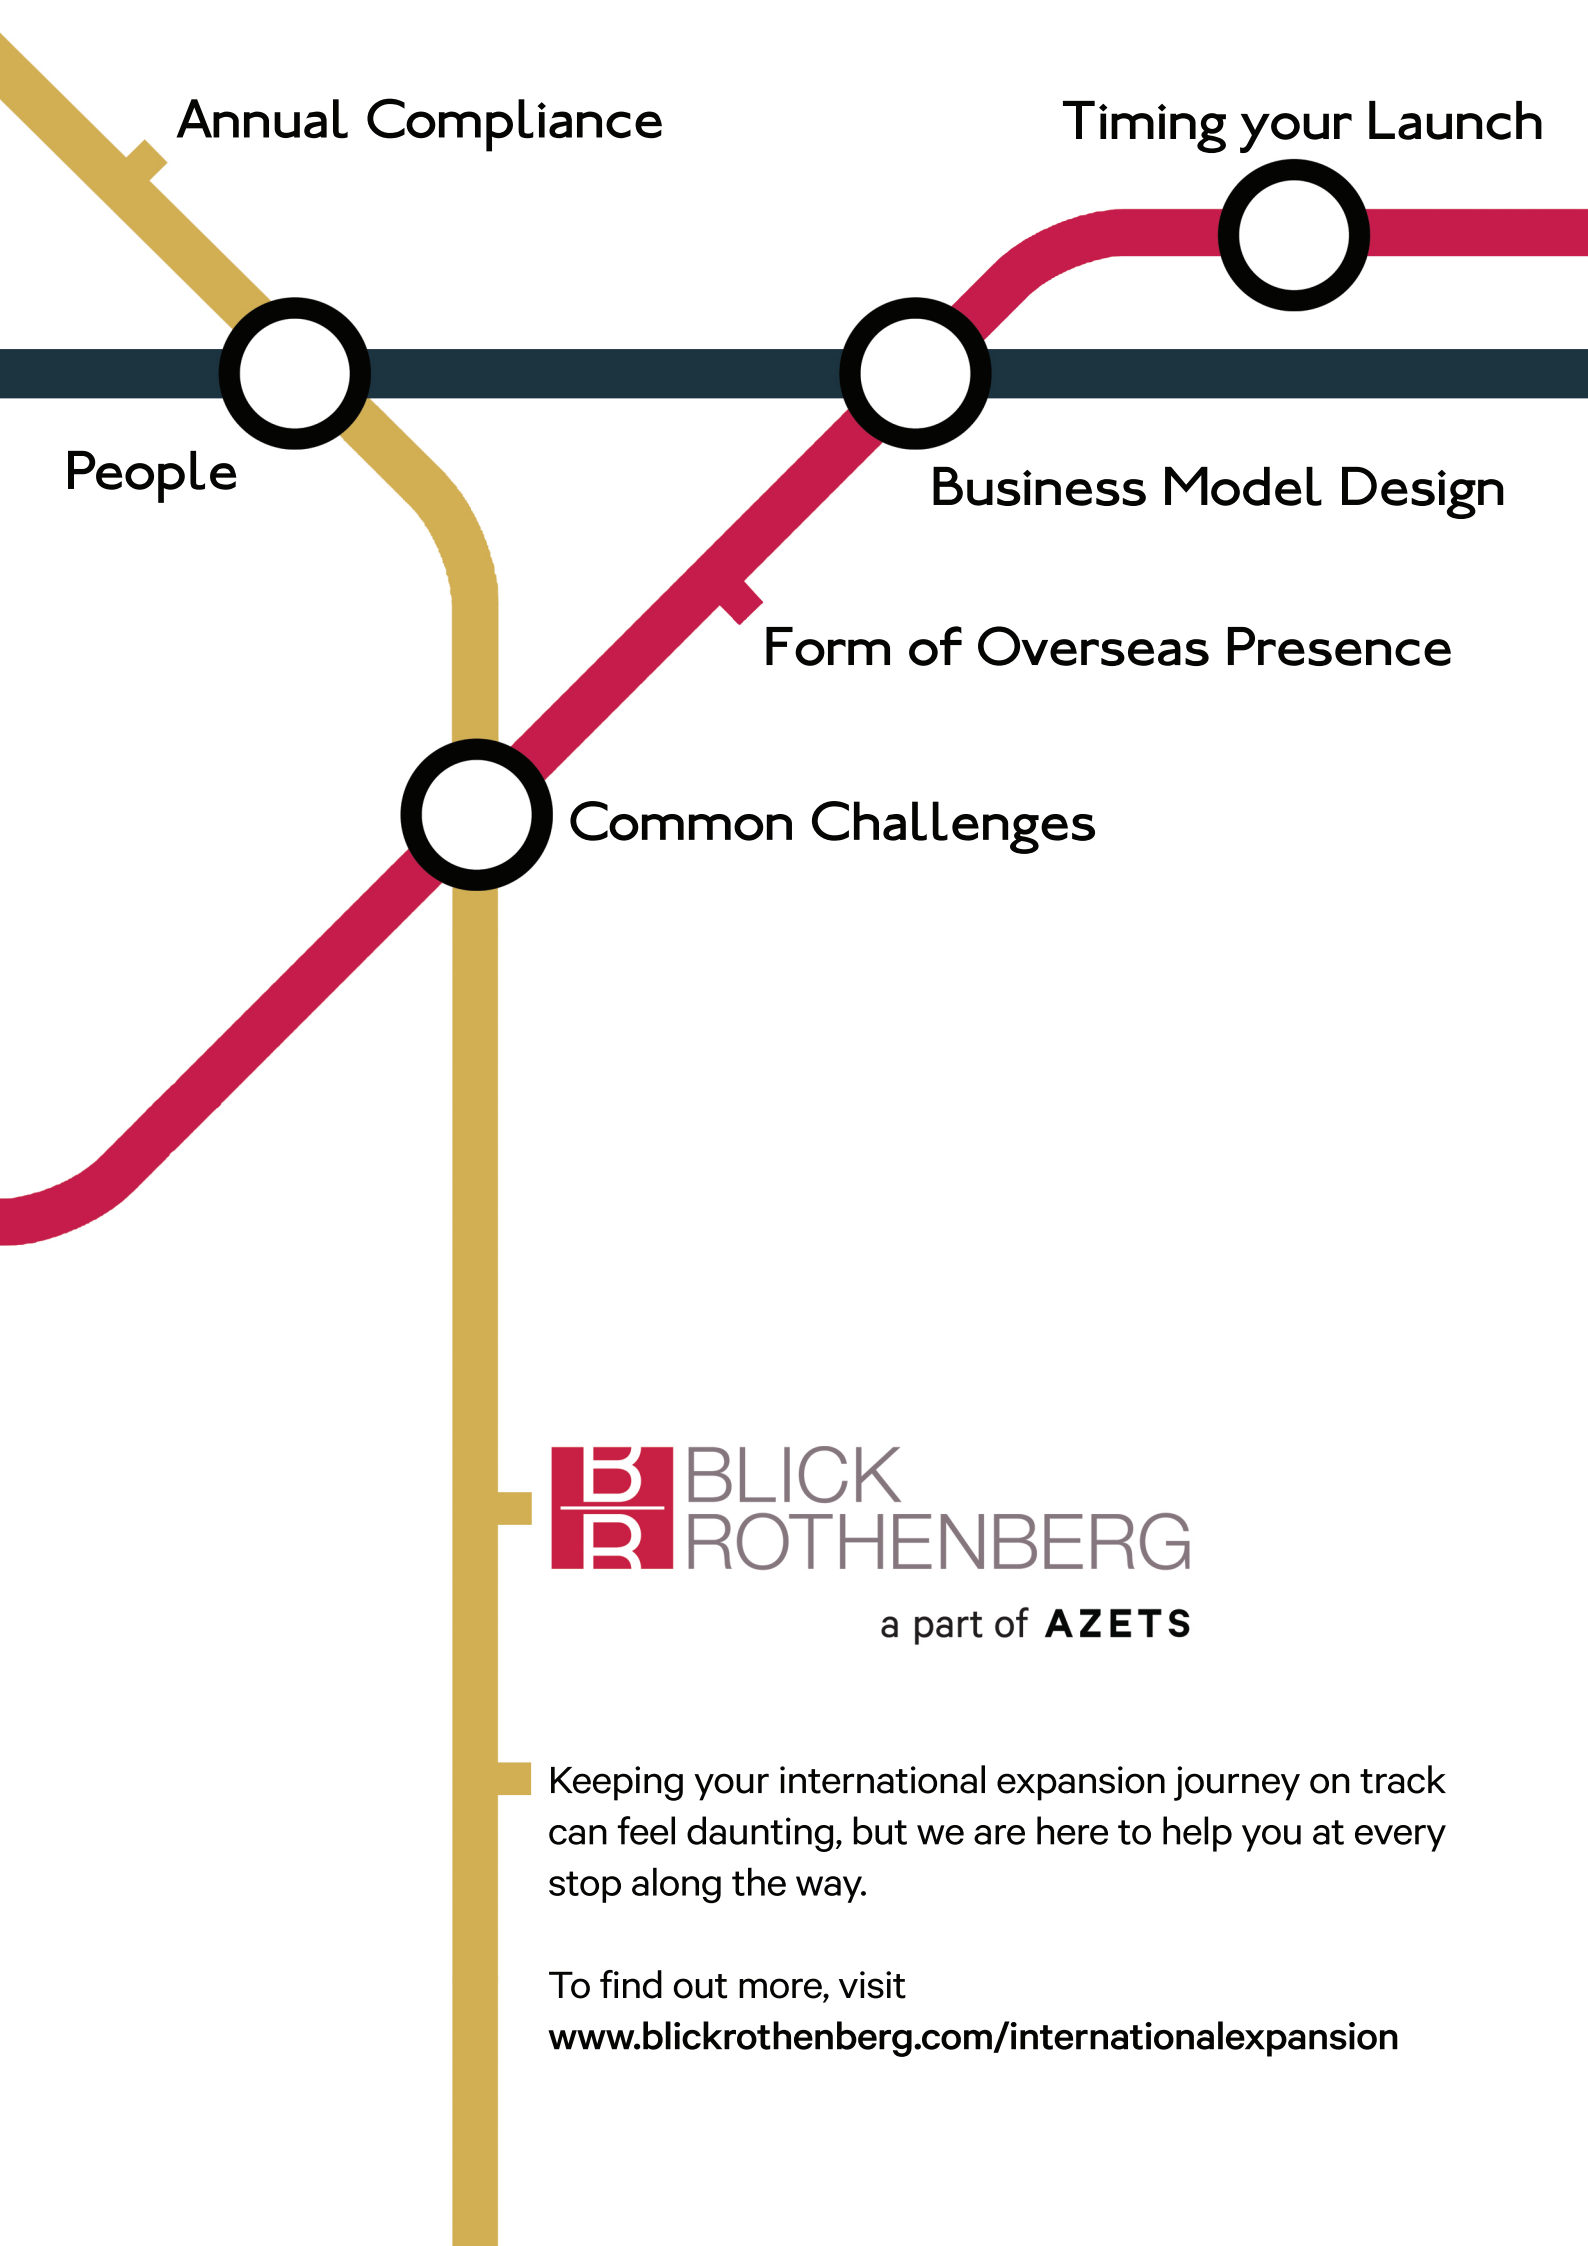 Annual Compliance
Timing your Launch
People
Business Model Design
Form of Overseas Presence
Common Challenges
B
R
BLICK
ROTHENBERG
a part of AZETS
Keeping your international expansion journey on track
can feel daunting, but we are here to help you at every
stop along the way.
To find out more, visit
www.blickrothenberg.com/internationalexpansion